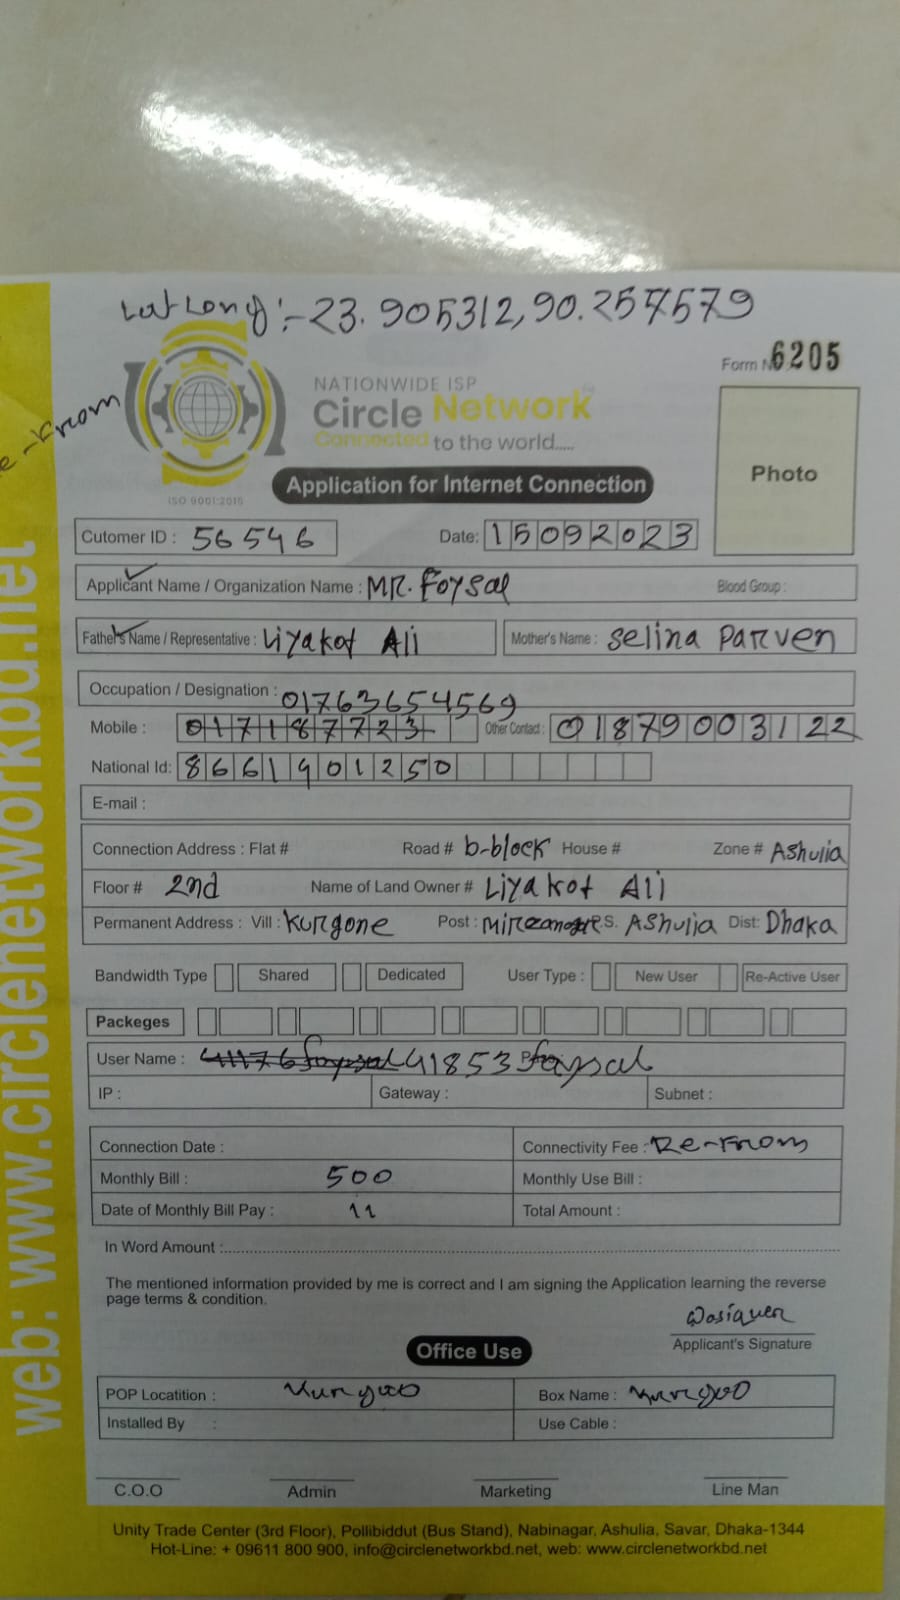 Lat Long:-23.905312,90.257579
Form N 6205
e-From
NATIONWIDE ISP
Circle Network
Connected to the world.....
ISO 9001:2015
Application for Internet Connection
Photo
Cutomer ID : 56546 Date: 15092023
Applicant Name / Organization Name : MR. Foysal Blood Group :
Father's Name / Representative : Liyakot Ali Mother's Name : Selina Parven
Occupation / Designation :
01763654569
Mobile : 0171877723 Other Contact : 01879003122
National Id: 8661901250
E-mail :
Connection Address : Flat # Road # b-block House # Zone # Ashulia
Floor # 2nd Name of Land Owner # Liyakot Ali
Permanent Address : Vill : Kurgone Post : P.S. Ashulia Dist: Dhaka
Bandwidth Type Shared Dedicated User Type : New User Re-Active User
Packeges
User Name : 41176foysal 41853faysal
IP : Gateway : Subnet :
Connection Date : Connectivity Fee : Re-From
Monthly Bill : 500 Monthly Use Bill :
Date of Monthly Bill Pay : 11 Total Amount :
In Word Amount :
The mentioned information provided by me is correct and I am signing the Application learning the reverse
page terms & condition.
Applicant's Signature
Office Use
POP Locatition : Box Name :
Installed By : Use Cable :
C.O.O Admin Marketing Line Man
Unity Trade Center (3rd Floor), Pollibiddut (Bus Stand), Nabinagar, Ashulia, Savar, Dhaka-1344
Hot-Line: + 09611 800 900, info@circlenetworkbd.net, web: www.circlenetworkbd.net
web: www.circlenetworkbd.net